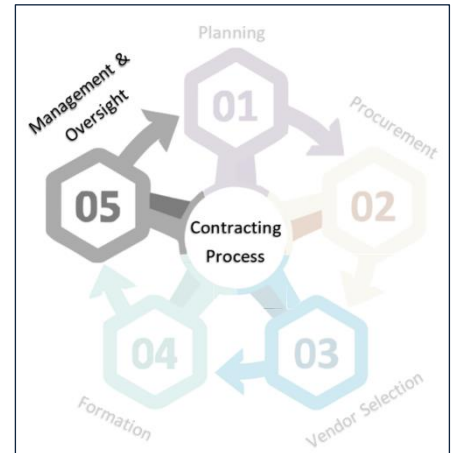 Planning
01
Procurement
02
Vendor Selection
03
Formation
04
Management &
Oversight
05
Contracting
Process